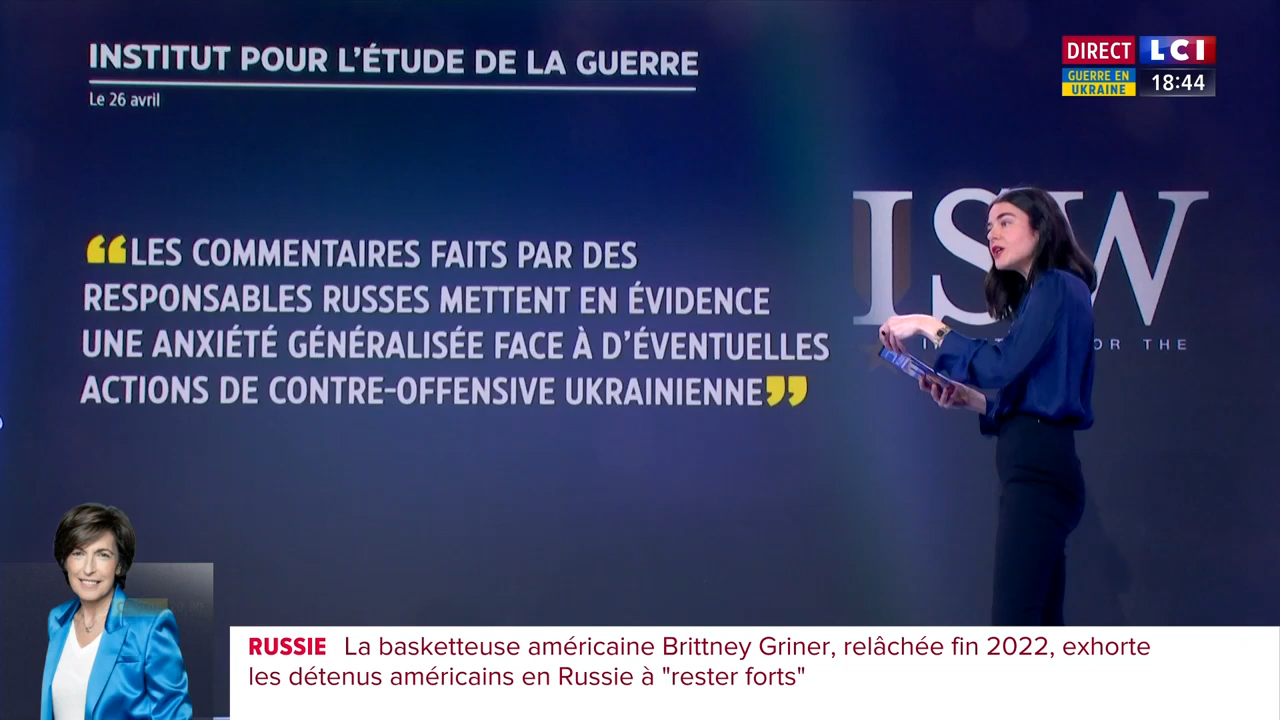 INSTITUT POUR L'ÉTUDE DE LA GUERRE
Le 26 avril
DIRECT LCI
GUERRE EN
UKRAINE 18:44
ISW
OR THE
“LES COMMENTAIRES FAITS PAR DES
RESPONSABLES RUSSES METTENT EN ÉVIDENCE
UNE ANXIÉTÉ GÉNÉRALISÉE FACE À D'ÉVENTUELLES
ACTIONS DE CONTRE-OFFENSIVE UKRAINIENNE”
RUSSIE La basketteuse américaine Brittney Griner, relâchée fin 2022, exhorte
les détenus américains en Russie à "rester forts"